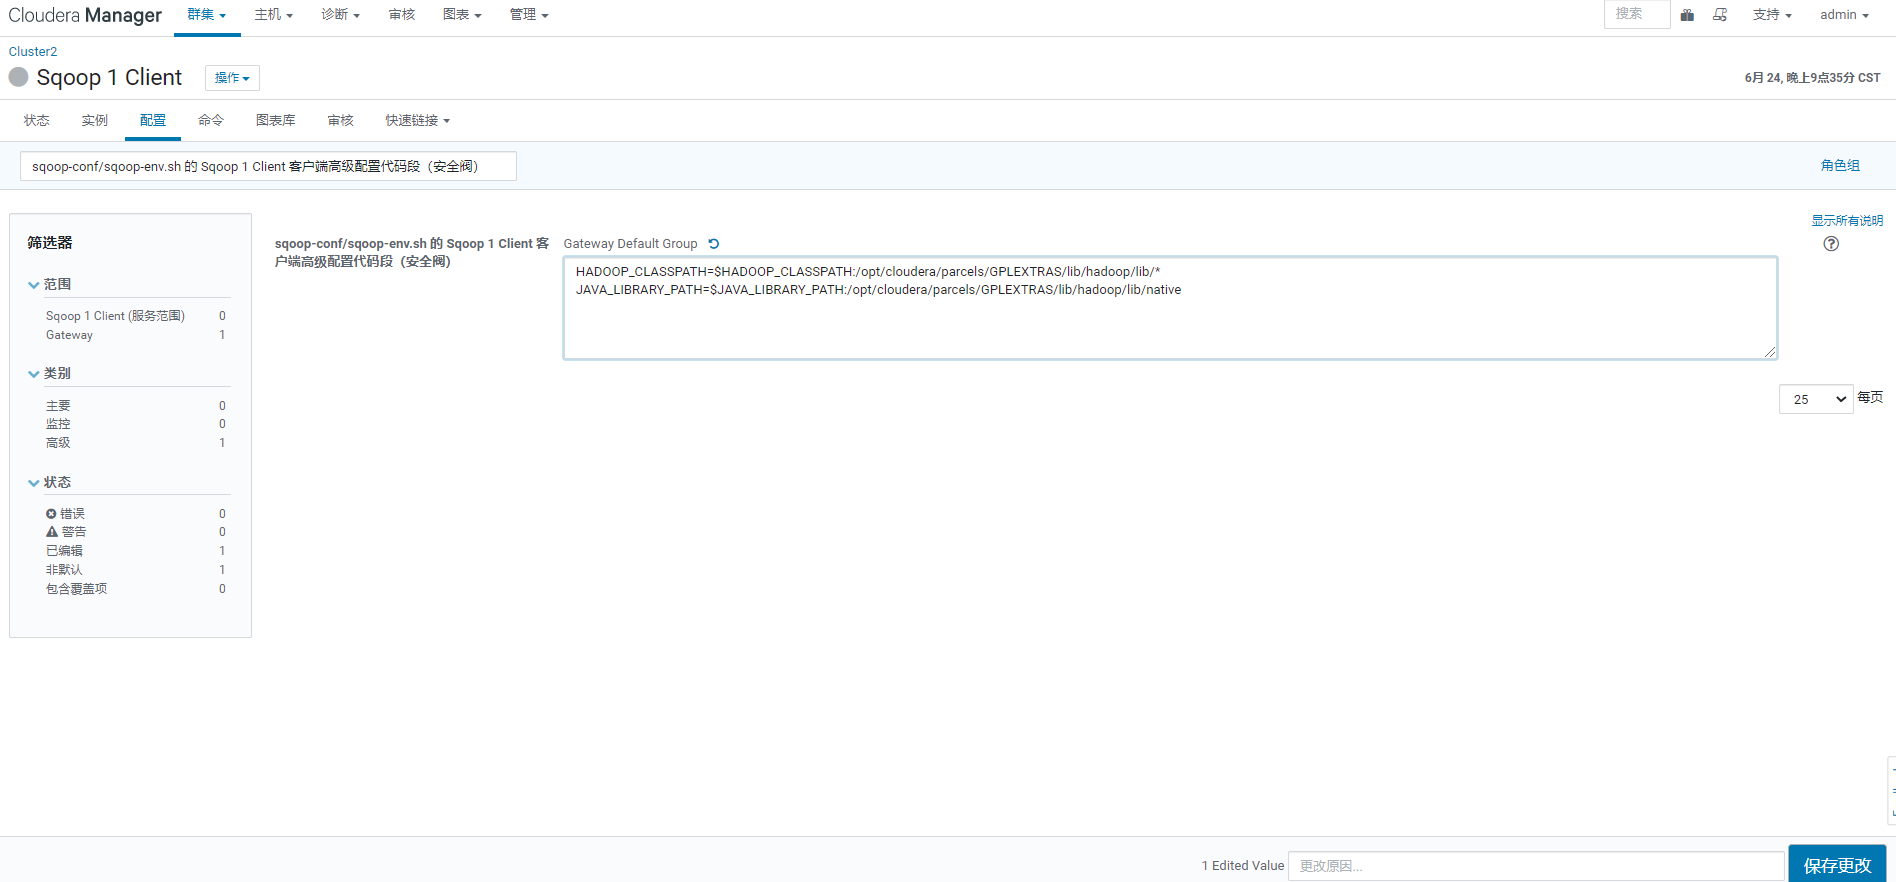 Cloudera Manager 群集 主机 诊断 审核 图表 管理 搜索 支持 admin
Cluster2
Sqoop 1 Client 操作 6月 24, 晚上9点35分 CST
状态 实例 配置 命令 图表库 审核 快速链接
sqoop-conf/sqoop-env.sh 的 Sqoop 1 Client 客户端高级配置代码段（安全阀） 角色组
显示所有说明
筛选器
范围
Sqoop 1 Client (服务范围) 0
Gateway 1
类别
主要 0
监控 0
高级 1
状态
错误 0
警告 0
已编辑 1
非默认 1
包含覆盖项 0
sqoop-conf/sqoop-env.sh 的 Sqoop 1 Client 客
户端高级配置代码段（安全阀）
Gateway Default Group
HADOOP_CLASSPATH=$HADOOP_CLASSPATH:/opt/cloudera/parcels/GPLEXTRAS/lib/hadoop/lib/*
JAVA_LIBRARY_PATH=$JAVA_LIBRARY_PATH:/opt/cloudera/parcels/GPLEXTRAS/lib/hadoop/lib/native
25 每页
1 Edited Value 更改原因... 保存更改